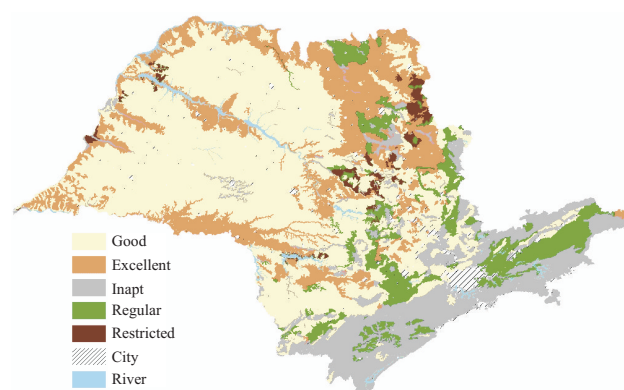 Good
Excellent
Inapt
Regular
Restricted
City
River